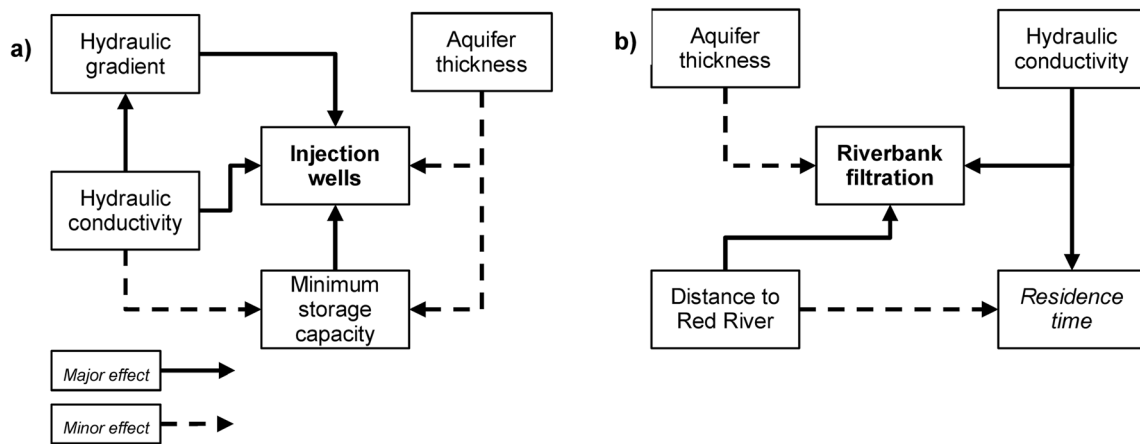 a)
Hydraulic
gradient
Aquifer
thickness
Injection
wells
Hydraulic
conductivity
Minimum
storage
capacity
Major effect
Minor effect
b)
Aquifer
thickness
Hydraulic
conductivity
Riverbank
filtration
Distance to
Red River
Residence
time